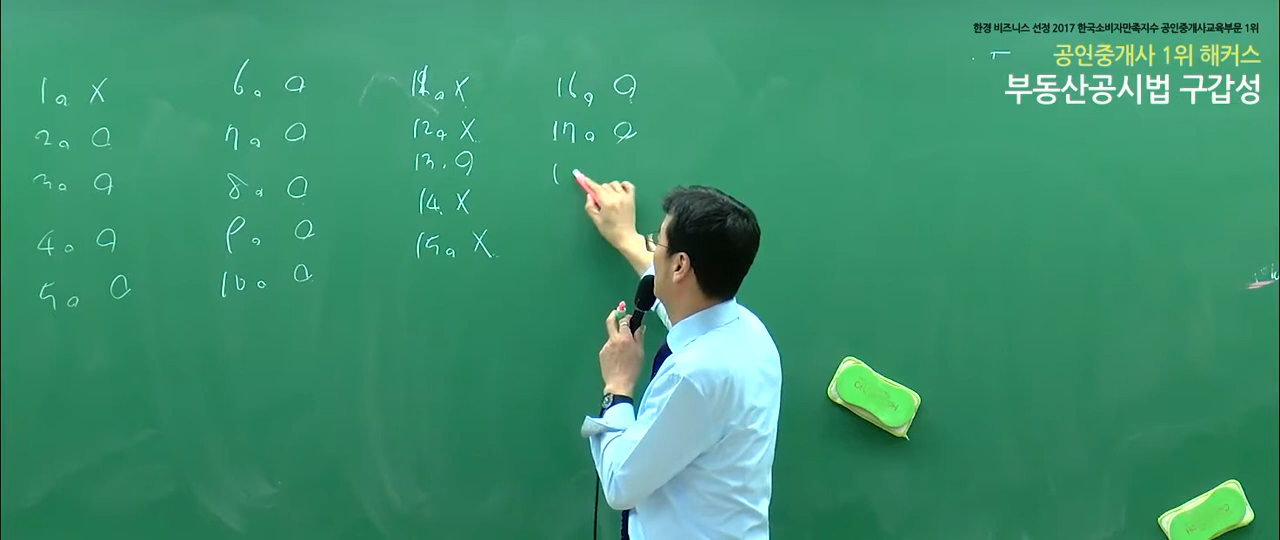 한경 비즈니스 선정 2017 한국소비자만족지수 공인중개사교육부문 1위
공인중개사 1위 해커스
부동산공시법 구갑성
1. X
2. O
3. O
4. O
5. O
6. O
7. O
8. O
9. O
10. O
11. X
12. X
13. O
14. X
15. X
16. O
17. O
1